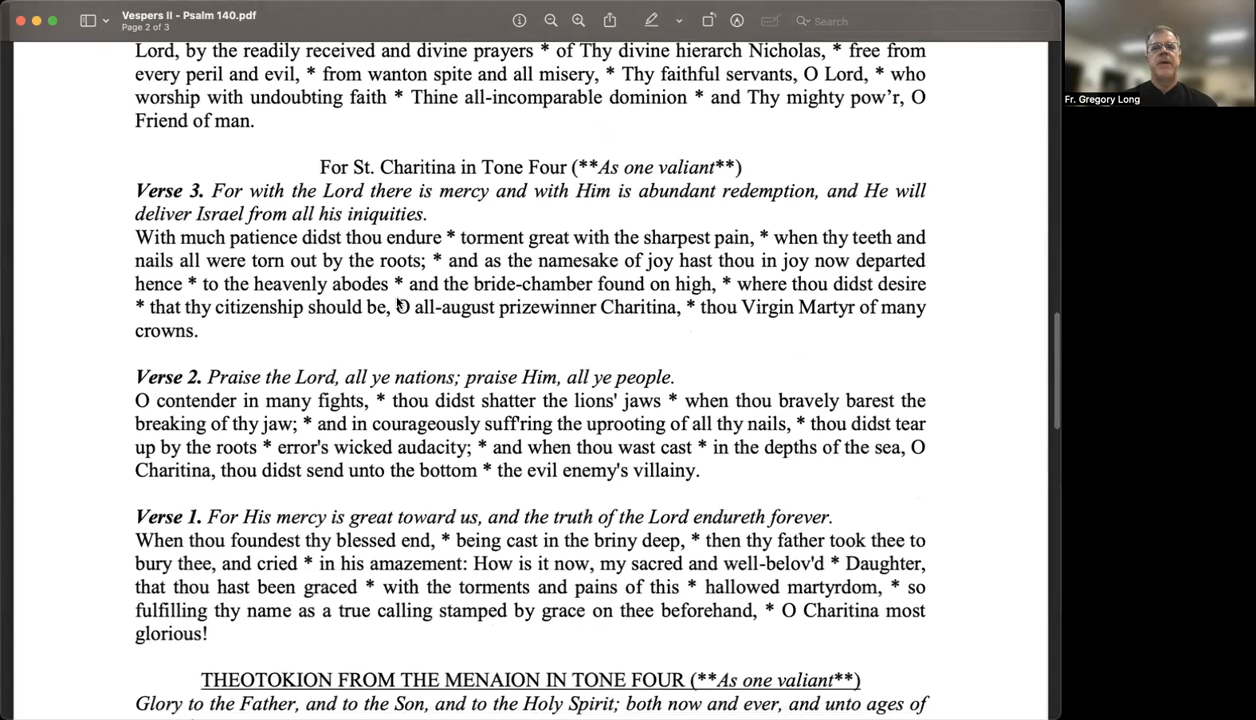 Vespers II - Psalm 140.pdf
Page 2 of 3
Search
Fr. Gregory Long
Lord, by the readily received and divine prayers * of Thy divine hierarch Nicholas, * free from
every peril and evil, * from wanton spite and all misery, * Thy faithful servants, O Lord, * who
worship with undoubting faith * Thine all-incomparable dominion * and Thy mighty pow'r, O
Friend of man.
For St. Charitina in Tone Four (**As one valiant**)
Verse 3. For with the Lord there is mercy and with Him is abundant redemption, and He will
deliver Israel from all his iniquities.
With much patience didst thou endure * torment great with the sharpest pain, * when thy teeth and
nails all were torn out by the roots; * and as the namesake of joy hast thou in joy now departed
hence * to the heavenly abodes * and the bride-chamber found on high, * where thou didst desire
* that thy citizenship should be, O all-august prizewinner Charitina, * thou Virgin Martyr of many
crowns.
Verse 2. Praise the Lord, all ye nations; praise Him, all ye people.
O contender in many fights, * thou didst shatter the lions' jaws * when thou bravely barest the
breaking of thy jaw; * and in courageously suff'ring the uprooting of all thy nails, * thou didst tear
up by the roots * error's wicked audacity; * and when thou wast cast * in the depths of the sea, O
Charitina, thou didst send unto the bottom * the evil enemy's villainy.
Verse 1. For His mercy is great toward us, and the truth of the Lord endureth forever.
When thou foundest thy blessed end, * being cast in the briny deep, * then thy father took thee to
bury thee, and cried * in his amazement: How is it now, my sacred and well-belov'd * Daughter,
that thou hast been graced * with the torments and pains of this * hallowed martyrdom, * so
fulfilling thy name as a true calling stamped by grace on thee beforehand, * O Charitina most
glorious!
THEOTOKION FROM THE MENAION IN TONE FOUR (**As one valiant**)
Glory to the Father, and to the Son, and to the Holy Spirit; both now and ever, and unto ages of